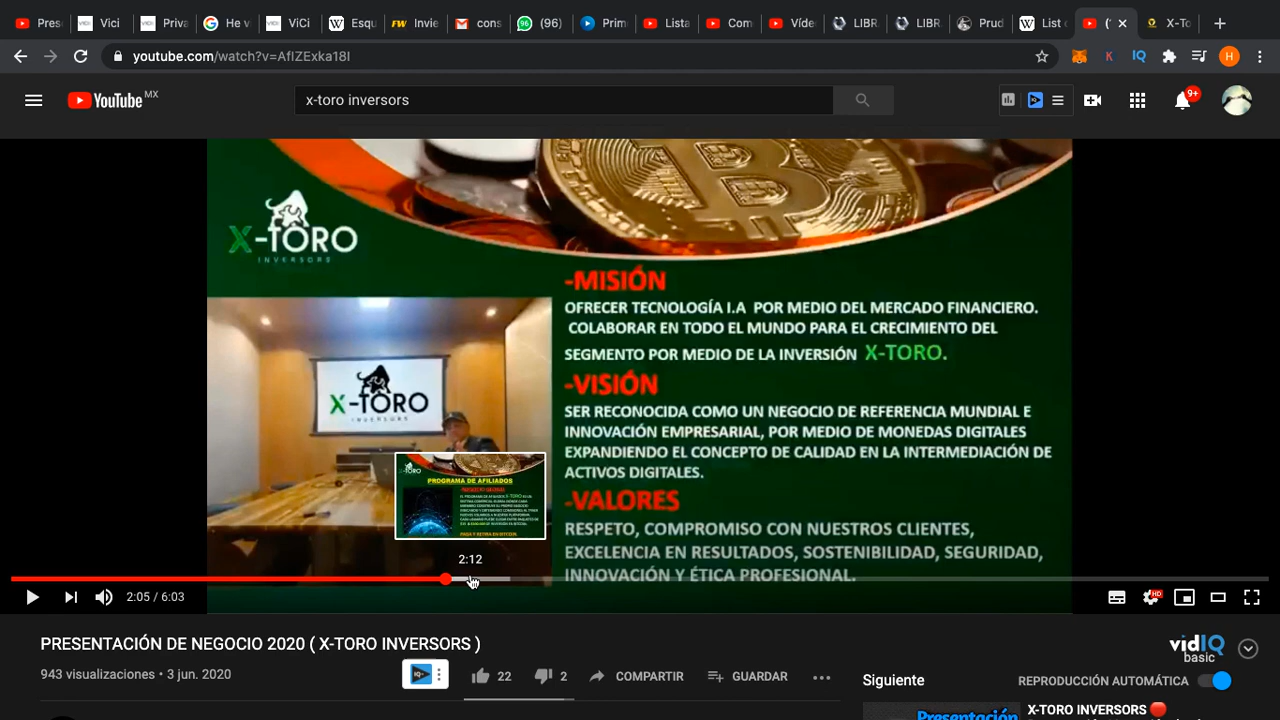 Pres
Vici
Priva
He v
ViCi
Esqu
FW
Invie
cons
96
(96)
Prim
Lista
Com
Vídeo
LIBR.
LIBR
Prud
List c
X-To
youtube.com/watch?v=AfIZExka18I
K
IQ
H
YouTube MX
x-toro inversors
9+
X-TORO
INVERSORS
-MISIÓN
OFRECER TECNOLOGÍA I.A POR MEDIO DEL MERCADO FINANCIERO.
COLABORAR EN TODO EL MUNDO PARA EL CRECIMIENTO DEL
SEGMENTO POR MEDIO DE LA INVERSIÓN X-TORO.
-VISIÓN
SER RECONOCIDA COMO UN NEGOCIO DE REFERENCIA MUNDIAL E
INNOVACIÓN EMPRESARIAL, POR MEDIO DE MONEDAS DIGITALES
EXPANDIENDO EL CONCEPTO DE CALIDAD EN LA INTERMEDIACIÓN DE
ACTIVOS DIGITALES.
-VALORES
RESPETO, COMPROMISO CON NUESTROS CLIENTES,
EXCELENCIA EN RESULTADOS, SOSTENIBILIDAD, SEGURIDAD,
INNOVACIÓN Y ÉTICA PROFESIONAL.
X-TORO
INVERSORS
PROGRAMA DE AFILIADOS
2:12
2:05 / 6:03
HD
PRESENTACIÓN DE NEGOCIO 2020 ( X-TORO INVERSORS )
943 visualizaciones • 3 jun. 2020
22
2
COMPARTIR
GUARDAR
vidIQ
basic
Siguiente
REPRODUCCIÓN AUTOMÁTICA
Presentación
X-TORO INVERSORS